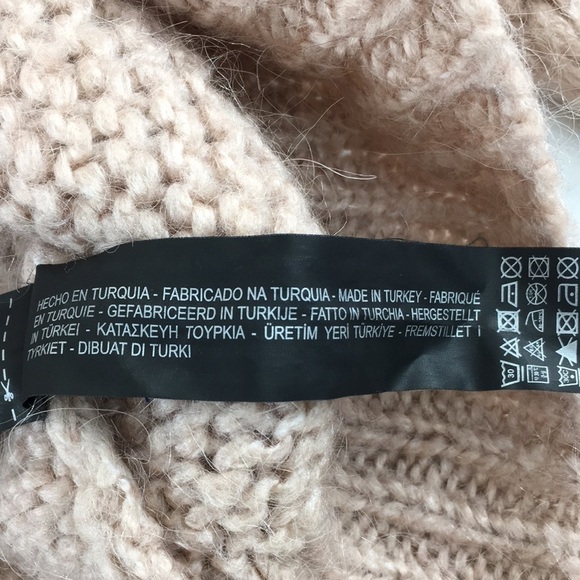 HECHO EN TURQUIA - FABRICADO NA TURQUIA - MADE IN TURKEY - FABRIQUÉ
EN TURQUIE - GEFABRICEERD IN TURKIJE - FATTO IN TURCHIA - HERGESTELLT
IN TÜRKEI - ΚΑΤΑΣΚΕΥΗ ΤΟΥΡΚΙΑ - ÜRETİM YERİ TÜRKİYE - FREMSTILLET I
TYRKIET - DIBUAT DI TURKI
30